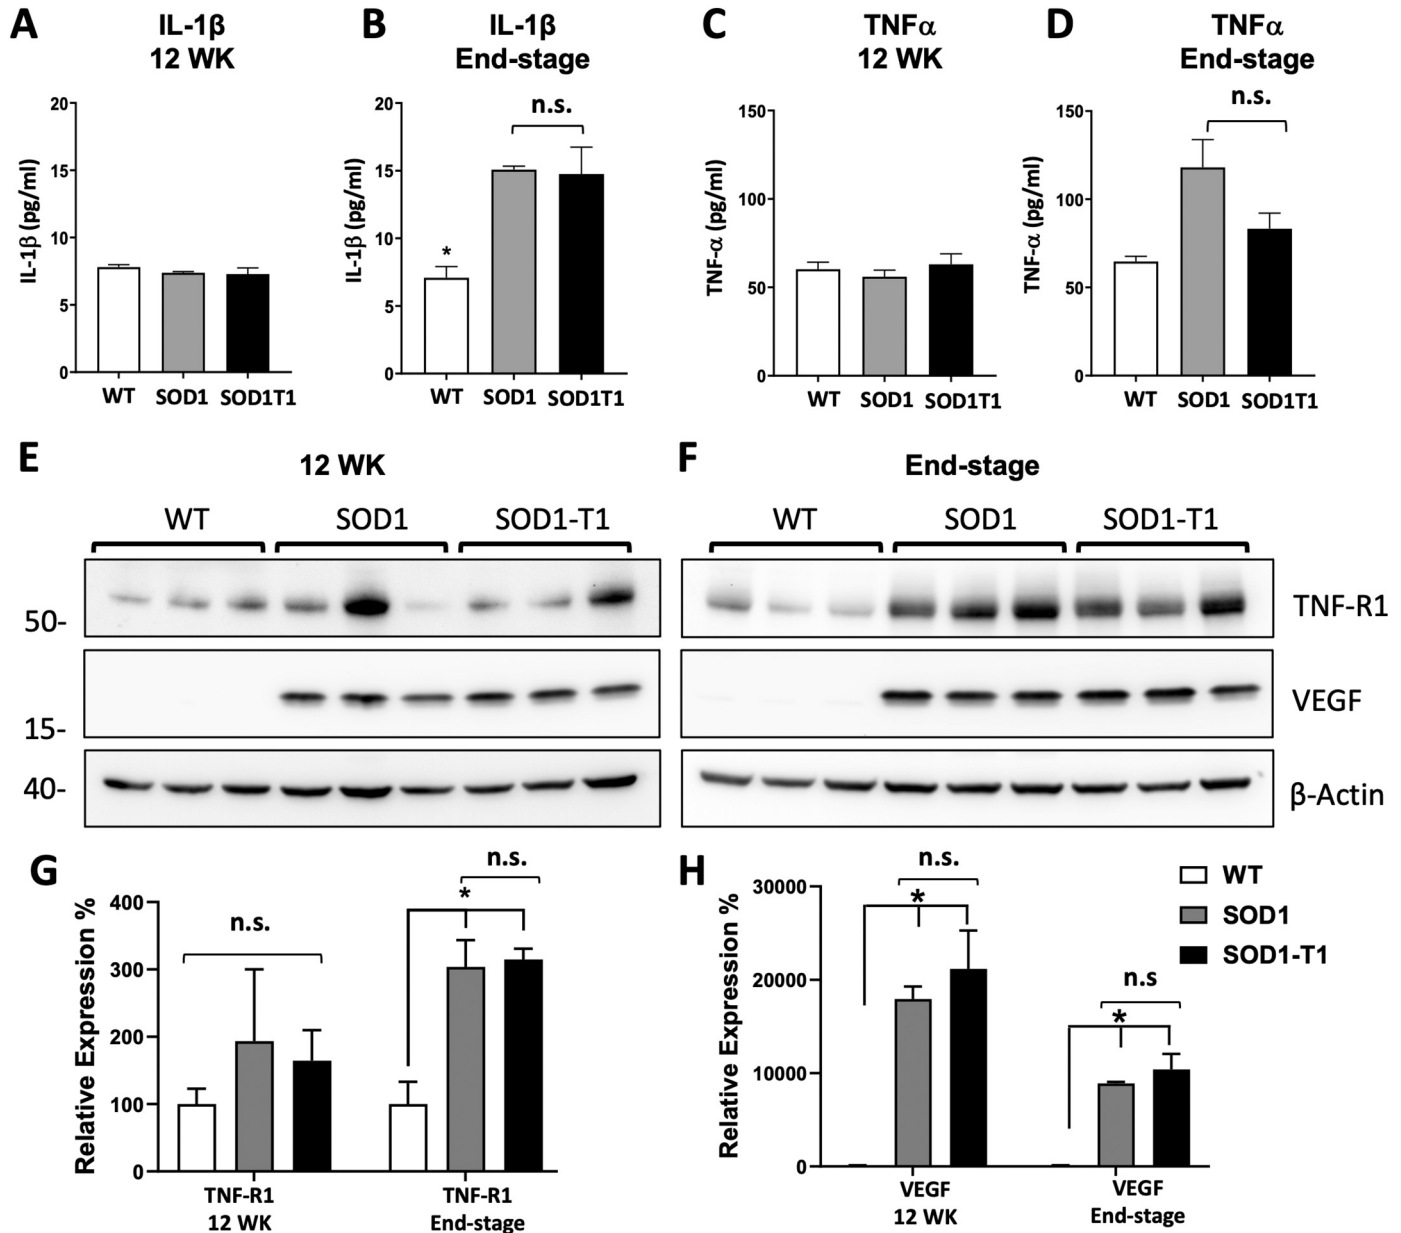 A
IL-1β
12 WK
IL-1β (pg/ml)
20
15
10
5
0
WT SOD1 SOD1T1
B
IL-1β
End-stage
IL-1β (pg/ml)
20
15
10
5
0
*
n.s.
WT SOD1 SOD1T1
C
TNFα
12 WK
TNF-α (pg/ml)
150
100
50
0
WT SOD1 SOD1T1
D
TNFα
End-stage
TNF-α (pg/ml)
150
100
50
0
n.s.
WT SOD1 SOD1T1
E
12 WK
WT SOD1 SOD1-T1
50-
15-
40-
F
End-stage
WT SOD1 SOD1-T1
TNF-R1
VEGF
β-Actin
G
Relative Expression %
400
300
200
100
0
n.s.
n.s.
*
TNF-R1
12 WK
TNF-R1
End-stage
H
Relative Expression %
30000
20000
10000
0
n.s.
*
n.s
*
VEGF
12 WK
VEGF
End-stage
WT
SOD1
SOD1-T1